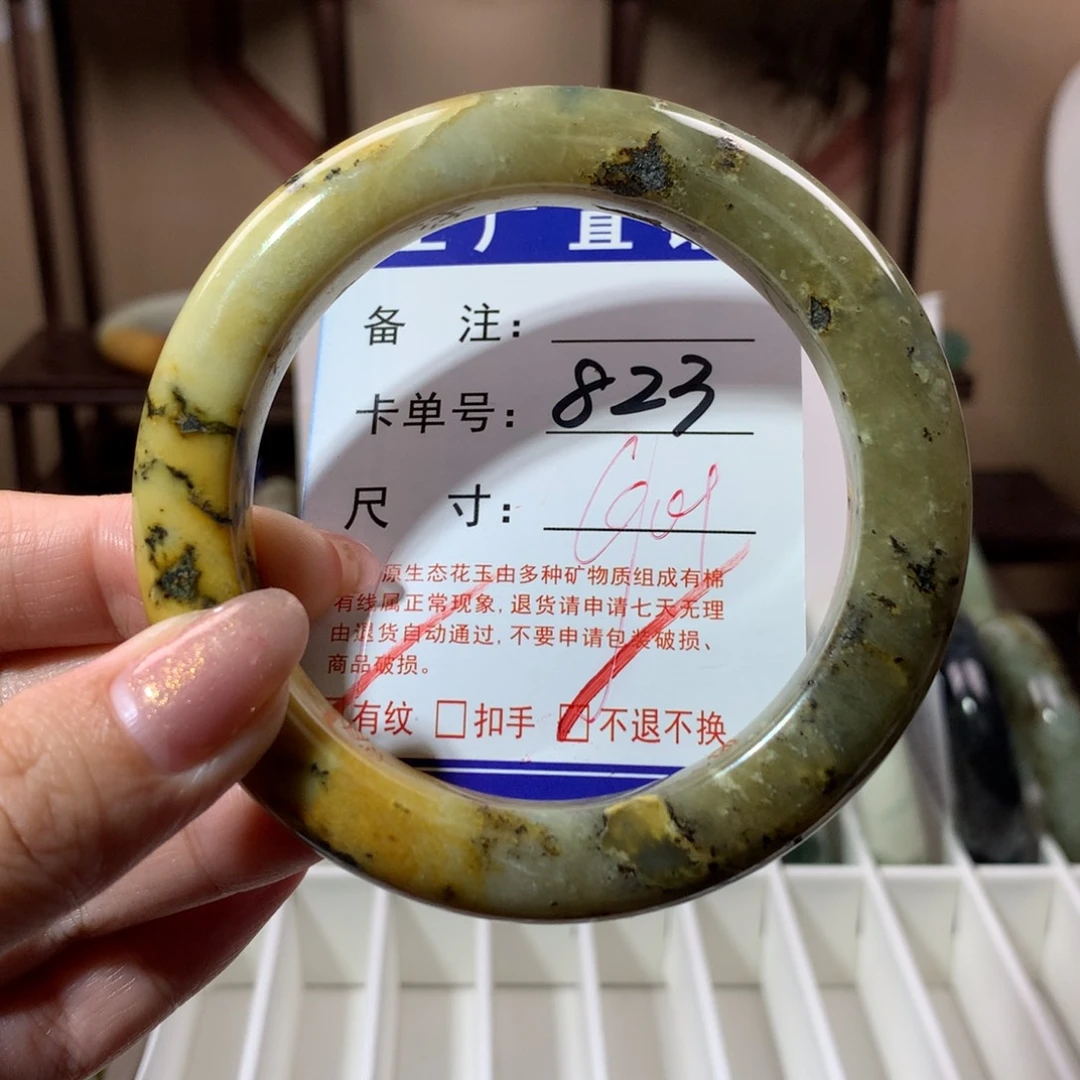 厂直
备 注：
卡单号：823
尺 寸：
原生态花玉由多种矿物质组成有棉
有线属正常现象，退货请申请七天无理
由退货自动通过，不要申请包装破损、
商品破损。
有纹 □扣手 ☑不退不换